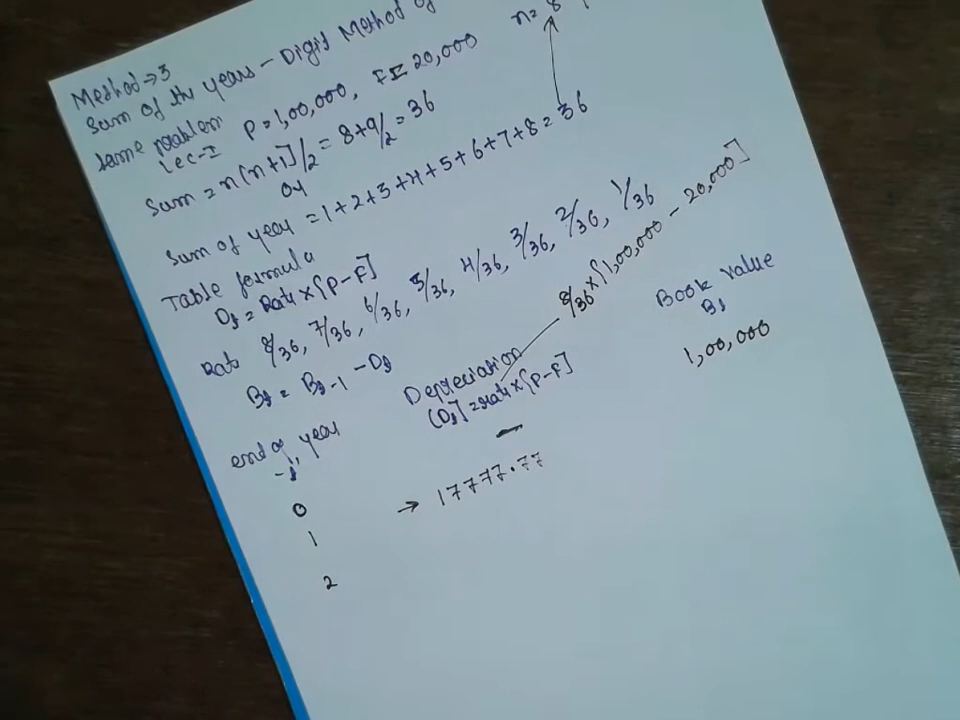 Method → 3
Sum of the years - Digit Method of
same problem
Lec-I P = 1,00,000, F = 20,000 n = 8
Sum = n(n+1)/2 = 8+9/2 = 36
or
Sum of year = 1+2+3+4+5+6+7+8 = 36
Table formula
Dt = Rate × [P-F]
Rate 8/36, 7/36, 6/36, 5/36, 4/36, 3/36, 2/36, 1/36
Bt = Bt-1 - Dt
8/36 × [1,00,000 - 20,000]
end of year
-t
Depreciation
(Dt) = rate × [P-F]
Book Value
Bt
0 — 1,00,000
1 → 17777.77
2